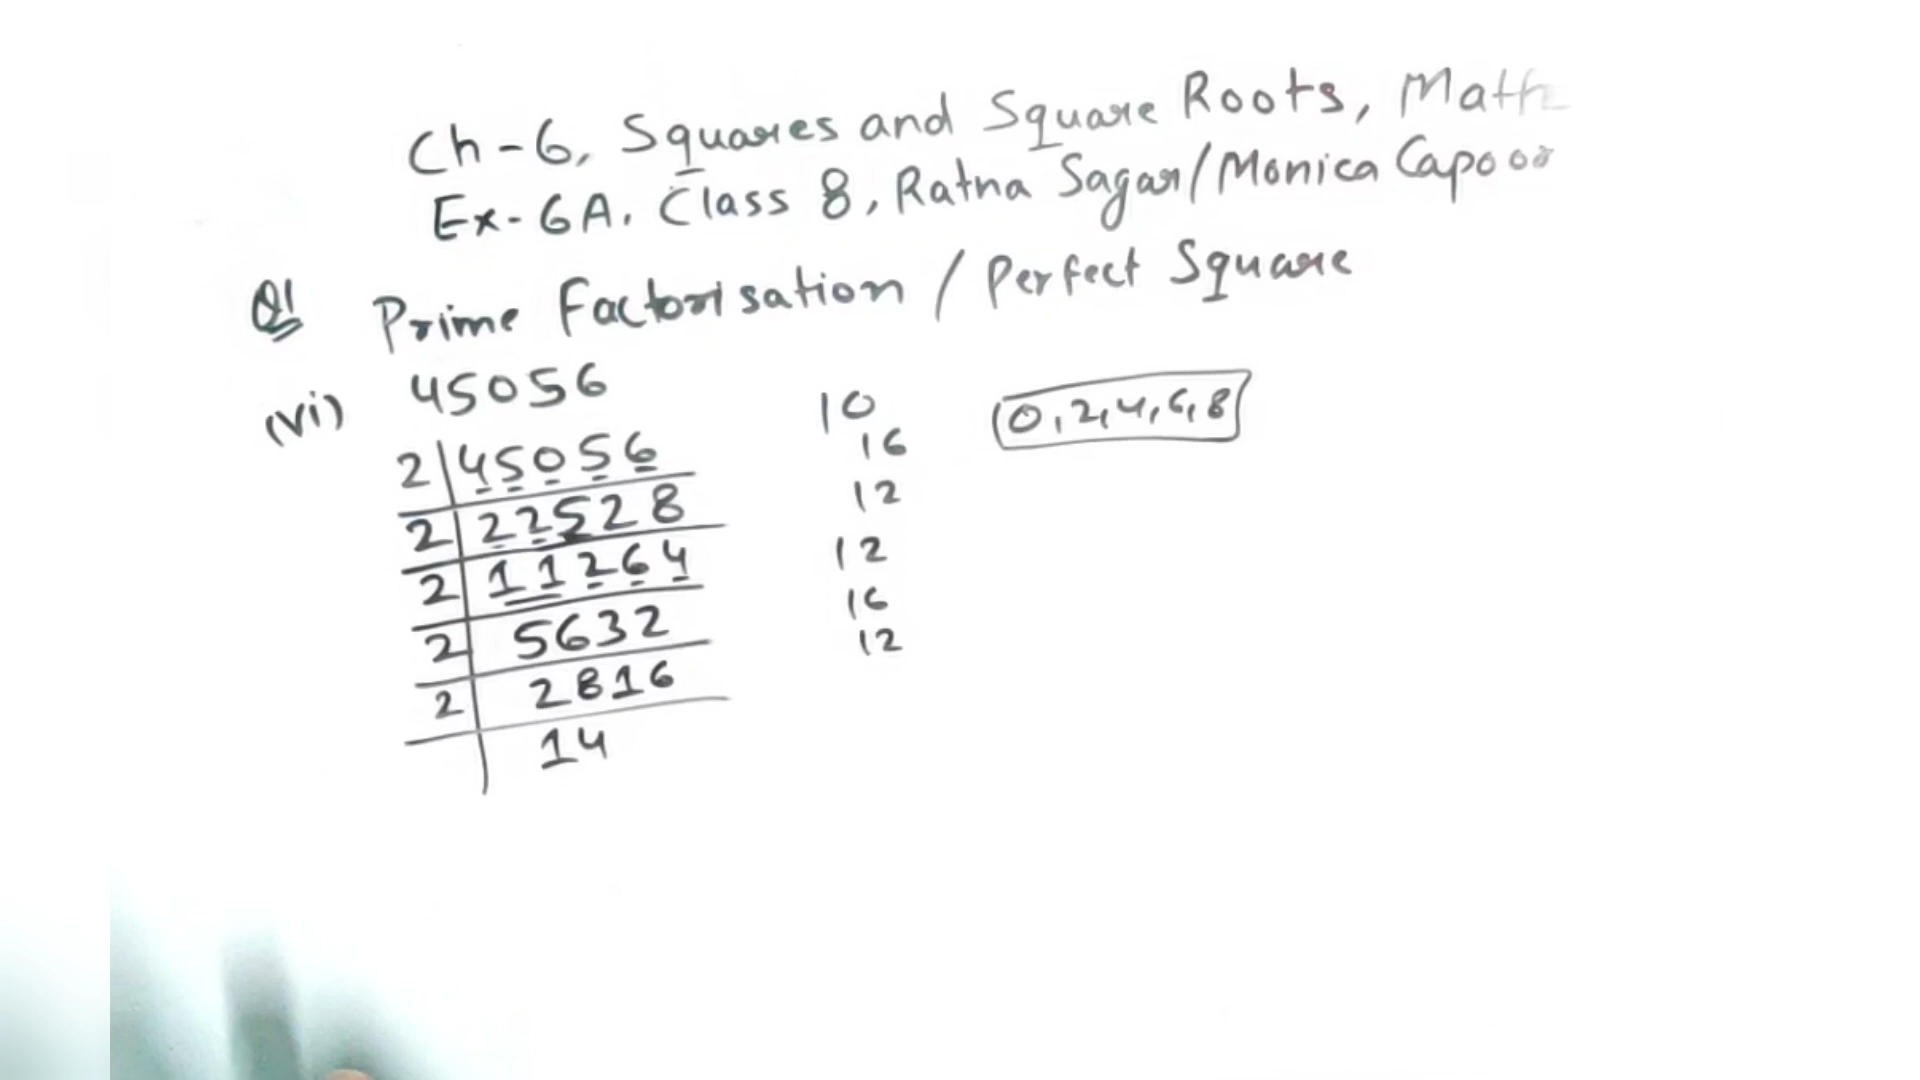 Ch-6, Squares and Square Roots, Math
Ex-6A, Class 8, Ratna Sagar/Monica Capoor
Q1 Prime Factorisation / Perfect Square
(vi) 45056
2 45056
2 22528
2 11264
2 5632
2 2816
14
10
16
12
12
16
12
0, 2, 4, 6, 8